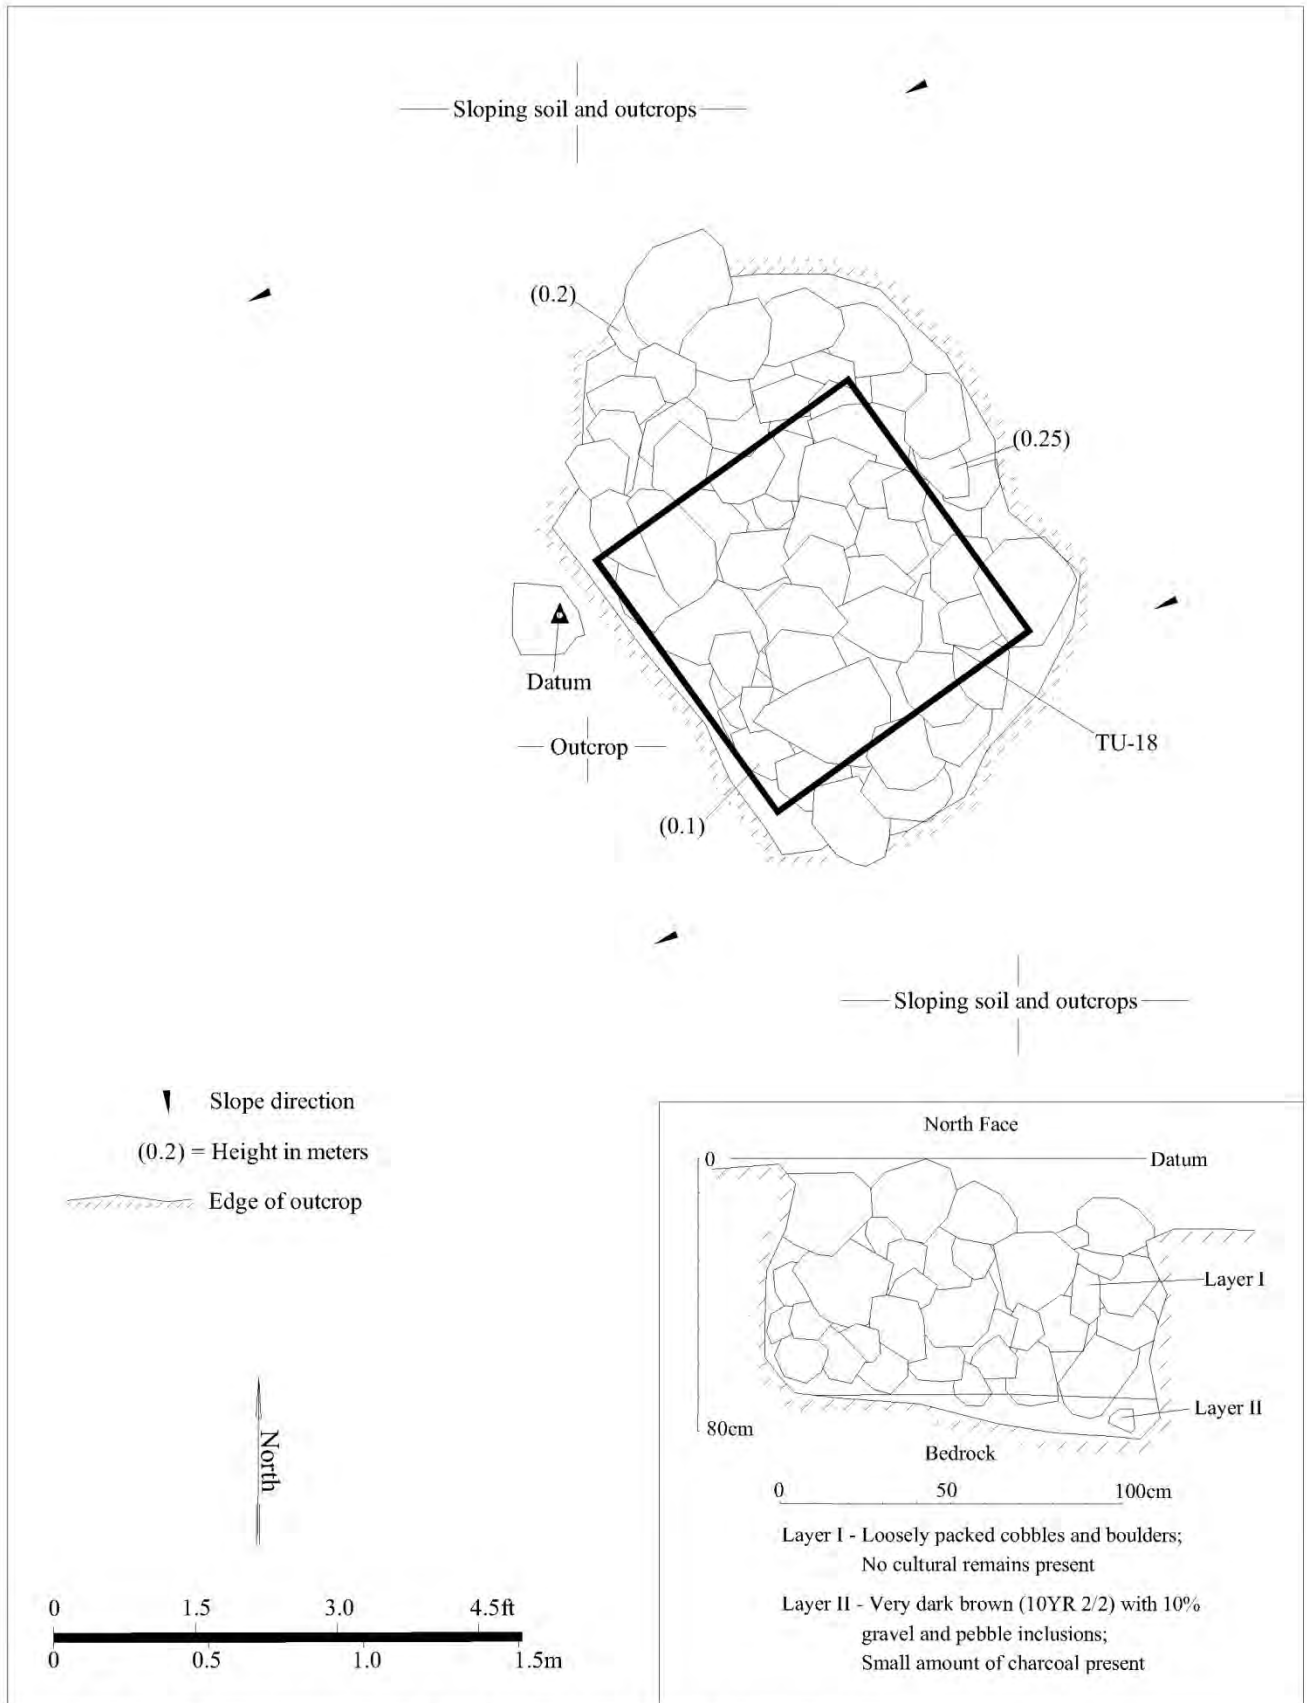 Sloping soil and outcrops
(0.2)
(0.25)
Datum
Outcrop
TU-18
(0.1)
Sloping soil and outcrops
Slope direction
(0.2) = Height in meters
Edge of outcrop
North
0 1.5 3.0 4.5ft
0 0.5 1.0 1.5m
North Face
0
Datum
Layer I
Layer II
80cm
Bedrock
0 50 100cm
Layer I - Loosely packed cobbles and boulders;
No cultural remains present
Layer II - Very dark brown (10YR 2/2) with 10%
gravel and pebble inclusions;
Small amount of charcoal present